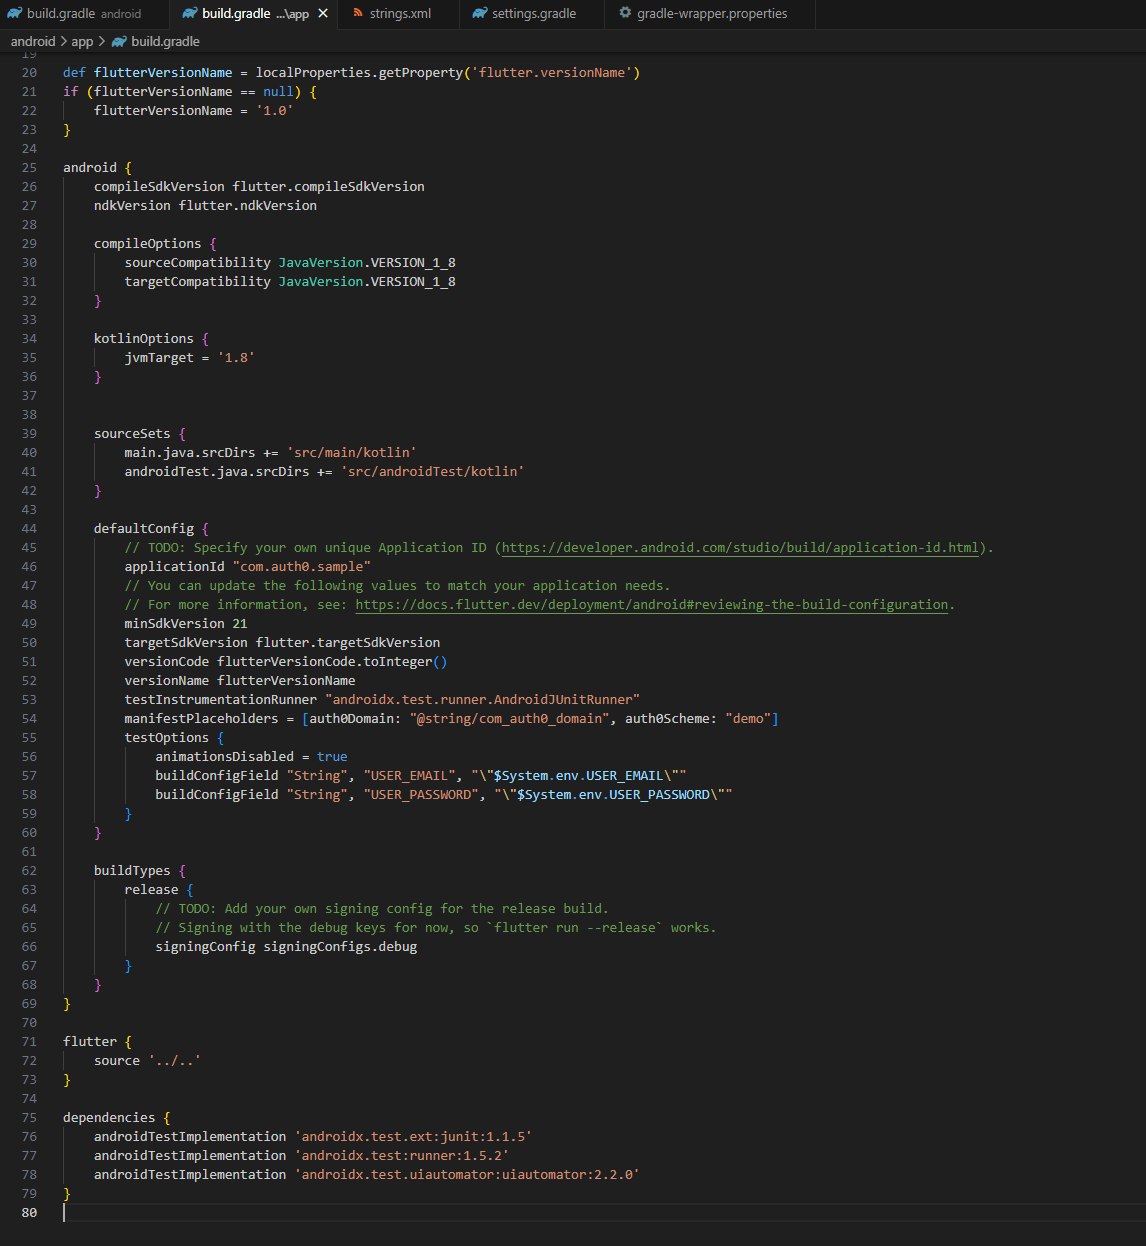 build.gradle android
build.gradle ...\app
strings.xml
settings.gradle
gradle-wrapper.properties
android > app > build.gradle
19
20 def flutterVersionName = localProperties.getProperty('flutter.versionName')
21 if (flutterVersionName == null) {
22 flutterVersionName = '1.0'
23 }
24
25 android {
26 compileSdkVersion flutter.compileSdkVersion
27 ndkVersion flutter.ndkVersion
28
29 compileOptions {
30 sourceCompatibility JavaVersion.VERSION_1_8
31 targetCompatibility JavaVersion.VERSION_1_8
32 }
33
34 kotlinOptions {
35 jvmTarget = '1.8'
36 }
37
38
39 sourceSets {
40 main.java.srcDirs += 'src/main/kotlin'
41 androidTest.java.srcDirs += 'src/androidTest/kotlin'
42 }
43
44 defaultConfig {
45 // TODO: Specify your own unique Application ID (https://developer.android.com/studio/build/application-id.html).
46 applicationId "com.auth0.sample"
47 // You can update the following values to match your application needs.
48 // For more information, see: https://docs.flutter.dev/deployment/android#reviewing-the-build-configuration.
49 minSdkVersion 21
50 targetSdkVersion flutter.targetSdkVersion
51 versionCode flutterVersionCode.toInteger()
52 versionName flutterVersionName
53 testInstrumentationRunner "androidx.test.runner.AndroidJUnitRunner"
54 manifestPlaceholders = [auth0Domain: "@string/com_auth0_domain", auth0Scheme: "demo"]
55 testOptions {
56 animationsDisabled = true
57 buildConfigField "String", "USER_EMAIL", "\"$System.env.USER_EMAIL\""
58 buildConfigField "String", "USER_PASSWORD", "\"$System.env.USER_PASSWORD\""
59 }
60 }
61
62 buildTypes {
63 release {
64 // TODO: Add your own signing config for the release build.
65 // Signing with the debug keys for now, so `flutter run --release` works.
66 signingConfig signingConfigs.debug
67 }
68 }
69 }
70
71 flutter {
72 source '../..'
73 }
74
75 dependencies {
76 androidTestImplementation 'androidx.test.ext:junit:1.1.5'
77 androidTestImplementation 'androidx.test:runner:1.5.2'
78 androidTestImplementation 'androidx.test.uiautomator:uiautomator:2.2.0'
79 }
80